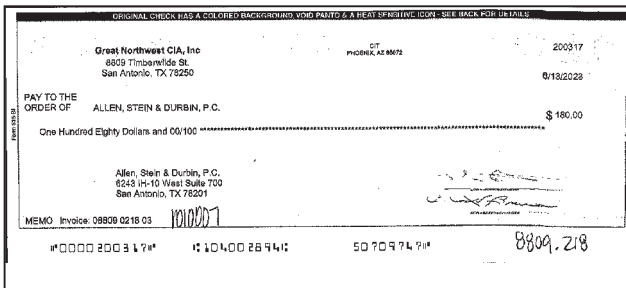 ORIGINAL CHECK HAS A COLORED BACKGROUND, VOID PANTO & A HEAT SENSITIVE ICON - SEE BACK FOR DETAILS
Great Northwest CIA, Inc
8809 Timberwilde St.
San Antonio, TX 78250
CIT
PHOENIX, AZ 85072
200317
6/13/2023
PAY TO THE
ORDER OF ALLEN, STEIN & DURBIN, P.C.
$ 180.00
One Hundred Eighty Dollars and 00/100
Allen, Stein & Durbin, P.C.
6243 IH-10 West Suite 700
San Antonio, TX 78201
MEMO Invoice: 08809 0218 03
1010007
⑈0000200317⑈ ⑆104002894⑆ 50709747⑈
8809.218